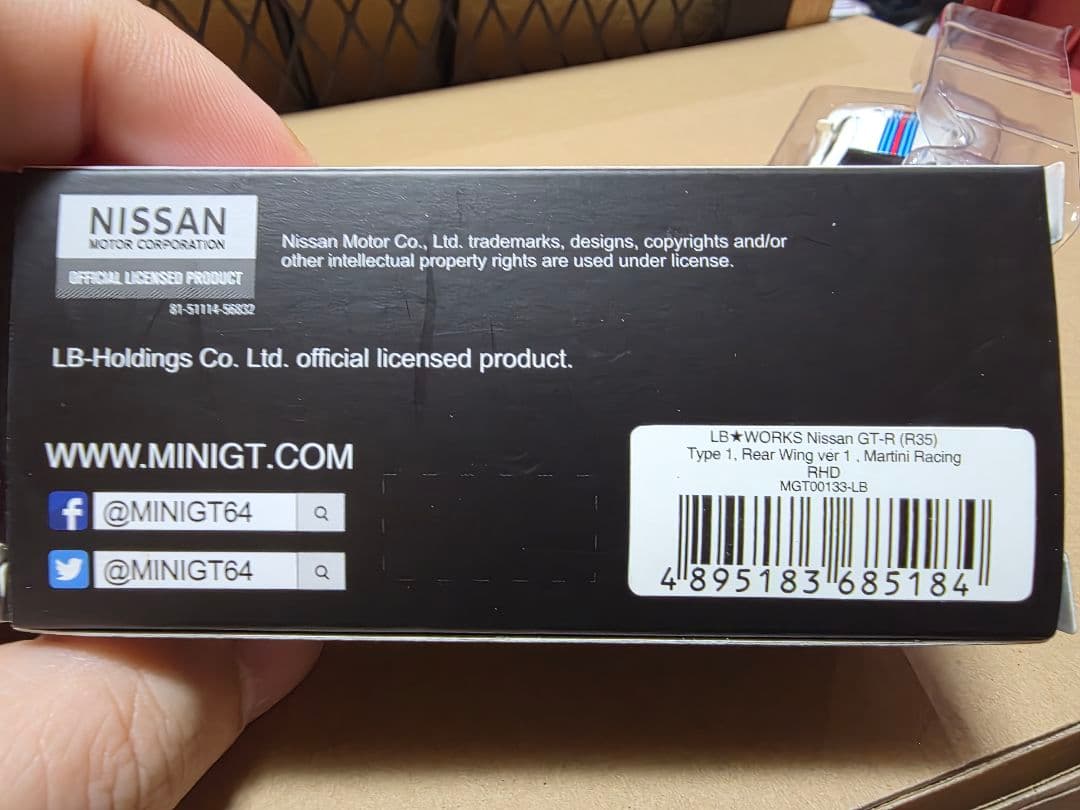 NISSAN
MOTOR CORPORATION
OFFICIAL LICENSED PRODUCT
81-51114-56832
Nissan Motor Co., Ltd. trademarks, designs, copyrights and/or
other intellectual property rights are used under license.
LB-Holdings Co. Ltd. official licensed product.
WWW.MINIGT.COM
f @MINIGT64
@MINIGT64
LB★WORKS Nissan GT-R (R35)
Type 1, Rear Wing ver 1 , Martini Racing
RHD
MGT00133-LB
4 895183 685184